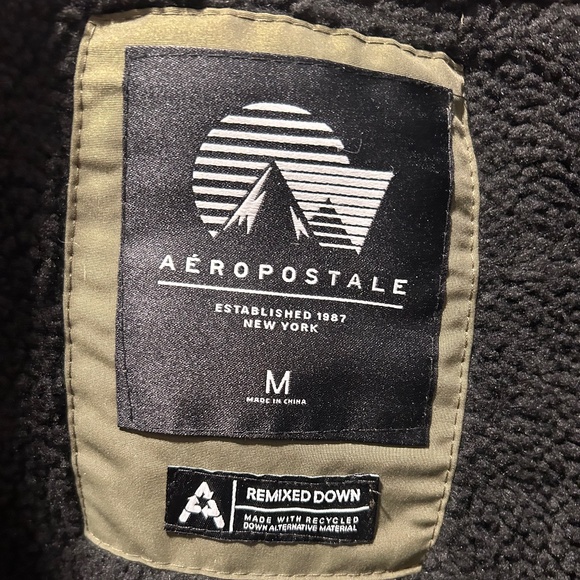 AÉROPOSTALE
ESTABLISHED 1987
NEW YORK
M
MADE IN CHINA
REMIXED DOWN
MADE WITH RECYCLED
DOWN ALTERNATIVE MATERIAL